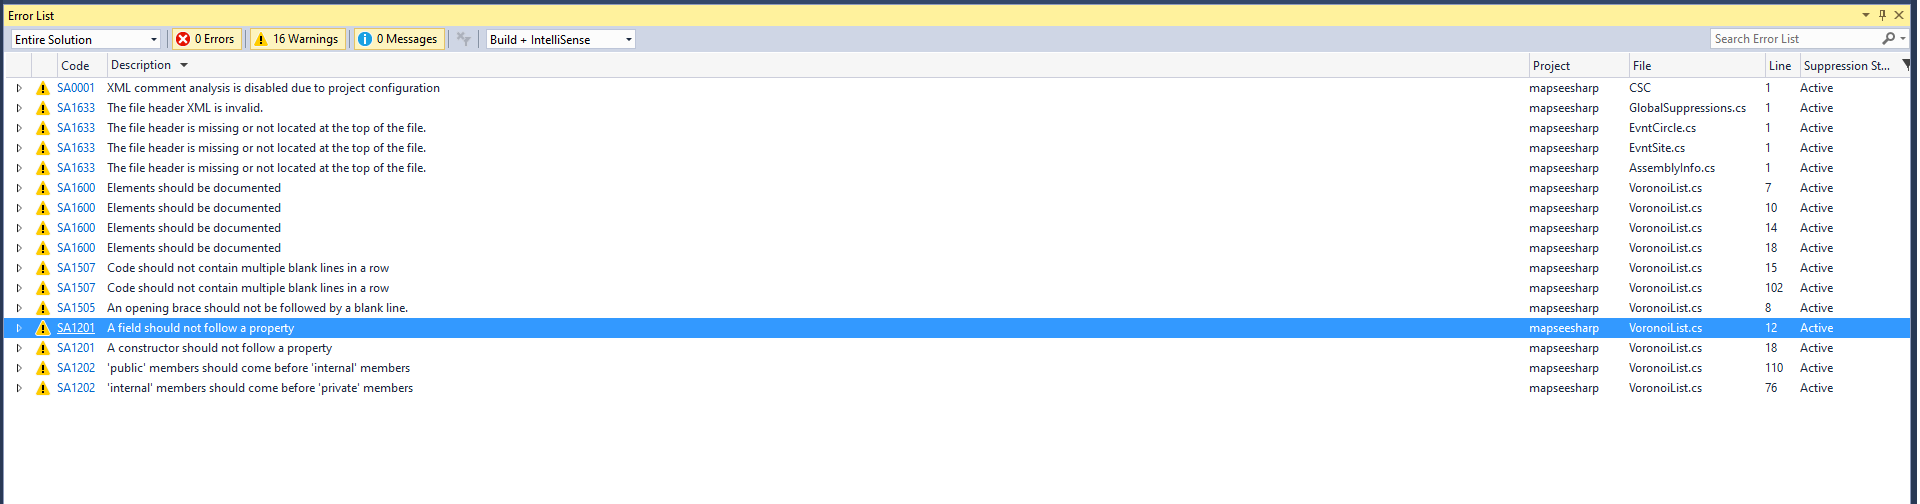 Error List
Entire Solution 0 Errors 16 Warnings 0 Messages Build + IntelliSense Search Error List
Code Description Project File Line Suppression St...
SA0001 XML comment analysis is disabled due to project configuration mapseesharp CSC 1 Active
SA1633 The file header XML is invalid. mapseesharp GlobalSuppressions.cs 1 Active
SA1633 The file header is missing or not located at the top of the file. mapseesharp EvntCircle.cs 1 Active
SA1633 The file header is missing or not located at the top of the file. mapseesharp EvntSite.cs 1 Active
SA1633 The file header is missing or not located at the top of the file. mapseesharp AssemblyInfo.cs 1 Active
SA1600 Elements should be documented mapseesharp VoronoiList.cs 7 Active
SA1600 Elements should be documented mapseesharp VoronoiList.cs 10 Active
SA1600 Elements should be documented mapseesharp VoronoiList.cs 14 Active
SA1600 Elements should be documented mapseesharp VoronoiList.cs 18 Active
SA1507 Code should not contain multiple blank lines in a row mapseesharp VoronoiList.cs 15 Active
SA1507 Code should not contain multiple blank lines in a row mapseesharp VoronoiList.cs 102 Active
SA1505 An opening brace should not be followed by a blank line. mapseesharp VoronoiList.cs 8 Active
SA1201 A field should not follow a property mapseesharp VoronoiList.cs 12 Active
SA1201 A constructor should not follow a property mapseesharp VoronoiList.cs 18 Active
SA1202 'public' members should come before 'internal' members mapseesharp VoronoiList.cs 110 Active
SA1202 'internal' members should come before 'private' members mapseesharp VoronoiList.cs 76 Active